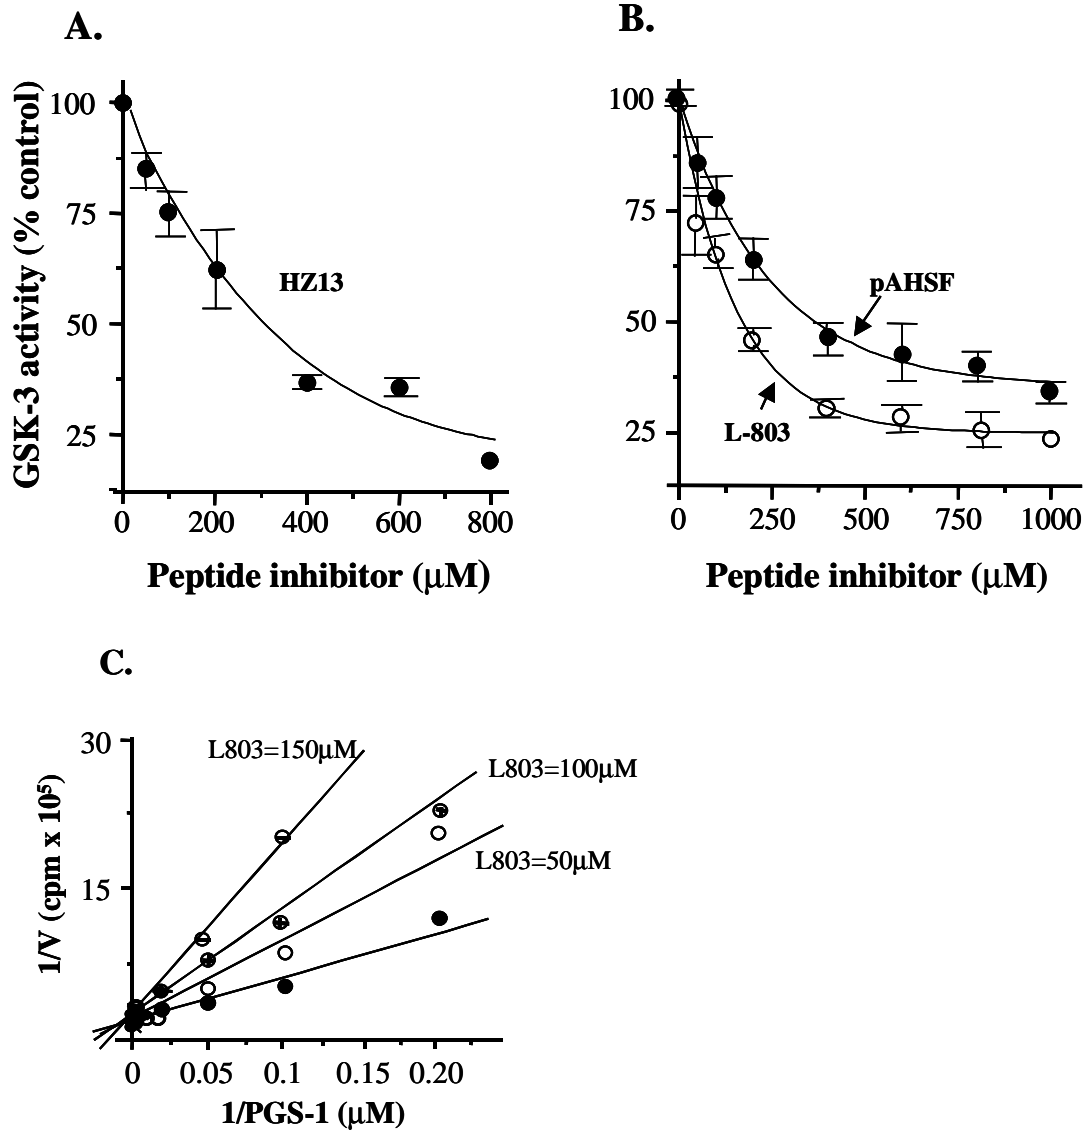 A.
GSK-3 activity (% control)
100
75
50
25
HZ13
0 200 400 600 800
Peptide inhibitor (μM)
B.
100
75
50
25
pAHSF
L-803
0 250 500 750 1000
Peptide inhibitor (μM)
C.
1/V (cpm x 10⁵)
30
15
L803=150μM
L803=100μM
L803=50μM
0 0.05 0.1 0.15 0.20
1/PGS-1 (μM)